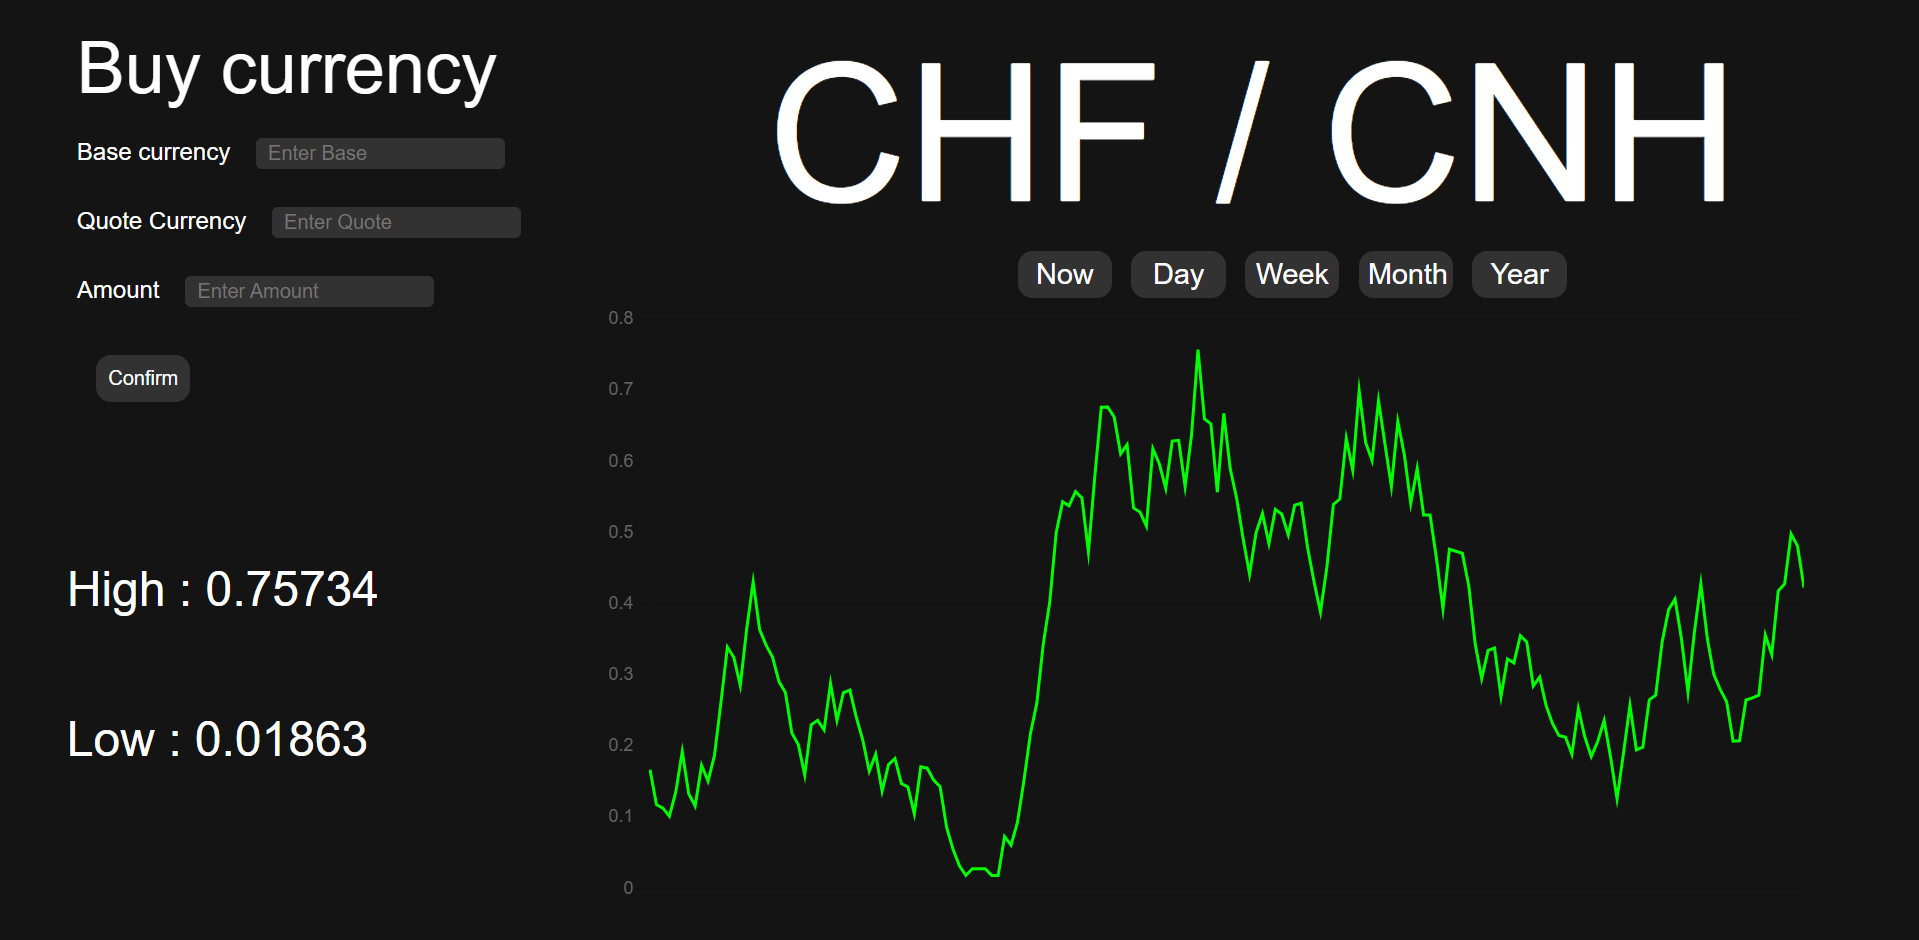 Buy currency
Base currency Enter Base
Quote Currency Enter Quote
Amount Enter Amount
Confirm
High : 0.75734
Low : 0.01863
CHF / CNH
Now Day Week Month Year
0.8
0.7
0.6
0.5
0.4
0.3
0.2
0.1
0